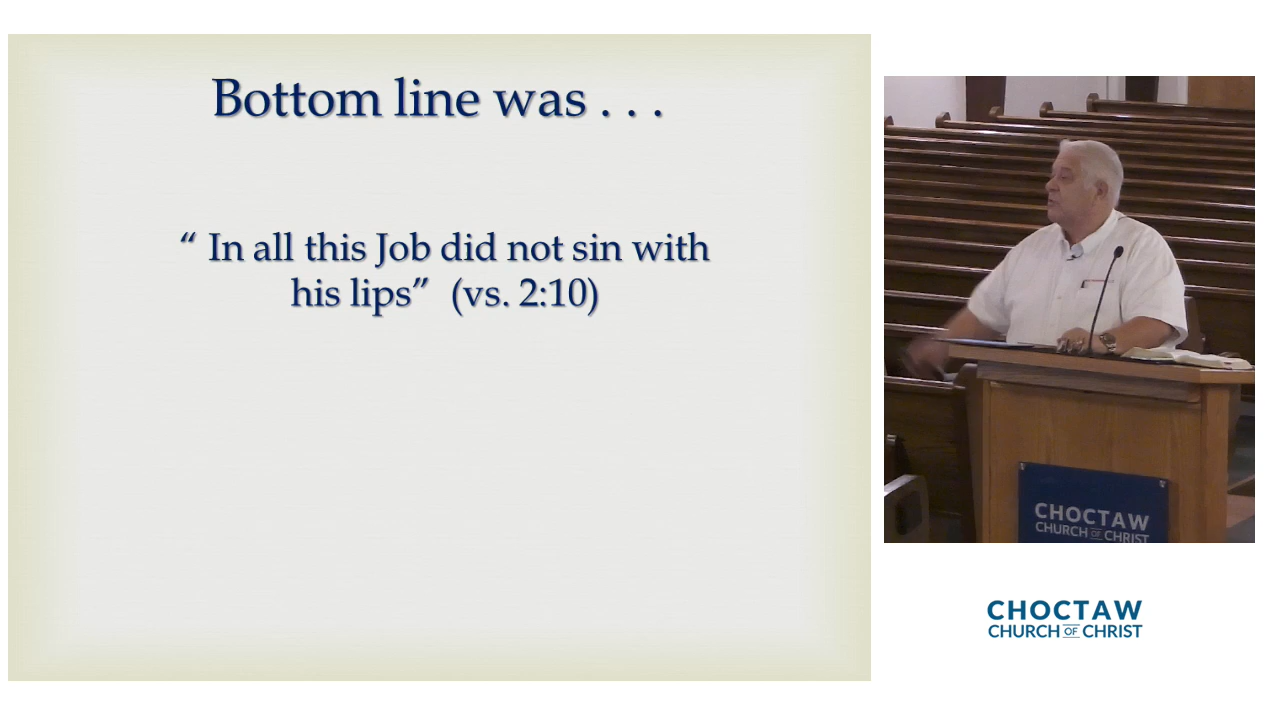 Bottom line was . . .
“ In all this Job did not sin with
his lips”  (vs. 2:10)
CHOCTAW
CHURCH OF CHRIST
CHOCTAW
CHURCH OF CHRIST